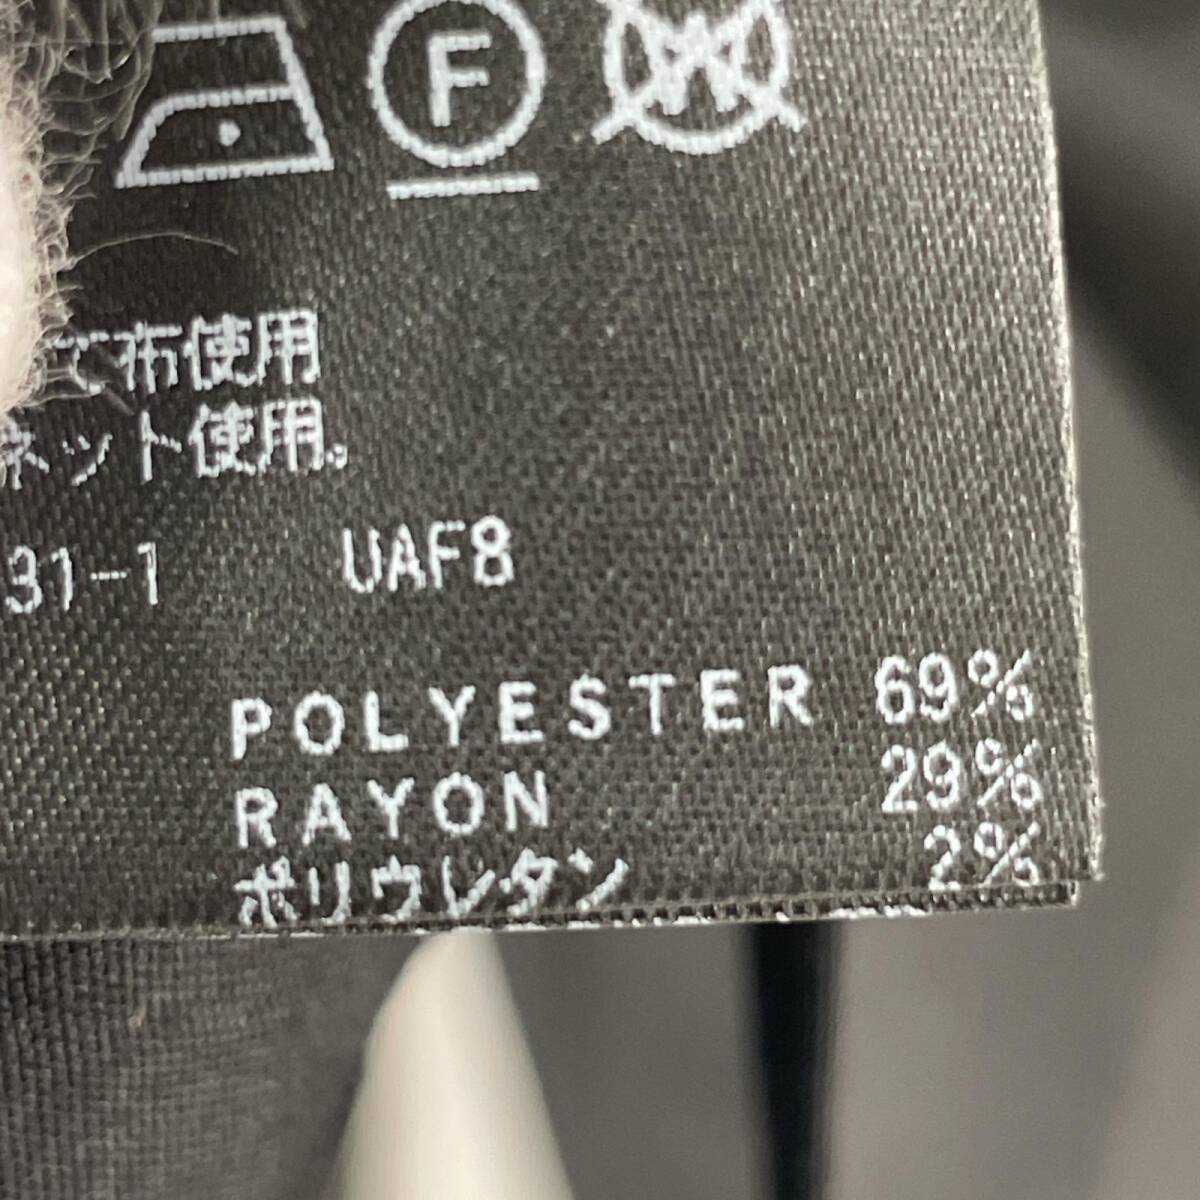 F W
て布使用
ネット使用。
31-1 UAF8
POLYESTER 69%
RAYON 29%
ポリウレタン 2%